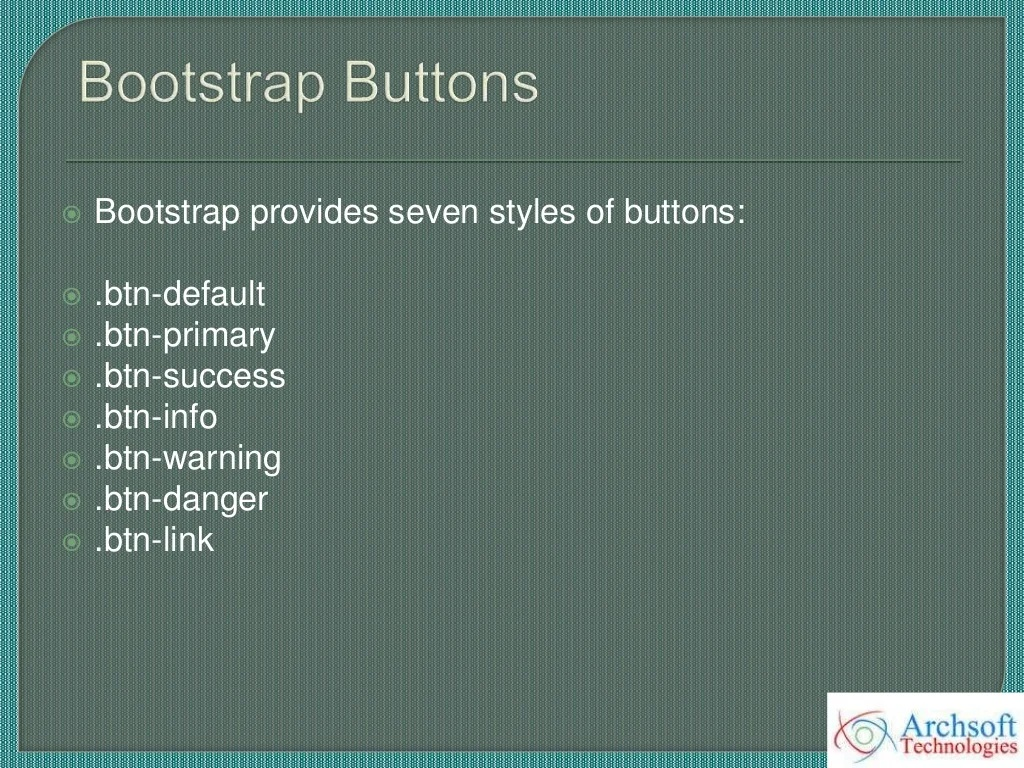 Bootstrap Buttons
Bootstrap provides seven styles of buttons:
.btn-default
.btn-primary
.btn-success
.btn-info
.btn-warning
.btn-danger
.btn-link
Archsoft
Technologies